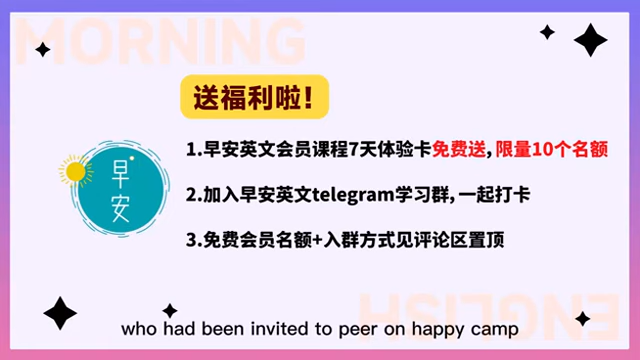 MORNING
送福利啦!
1.早安英文会员课程7天体验卡免费送,限量10个名额
早安
2.加入早安英文telegram学习群,一起打卡
3.免费会员名额+入群方式见评论区置顶
ENGLISH
who had been invited to peer on happy camp